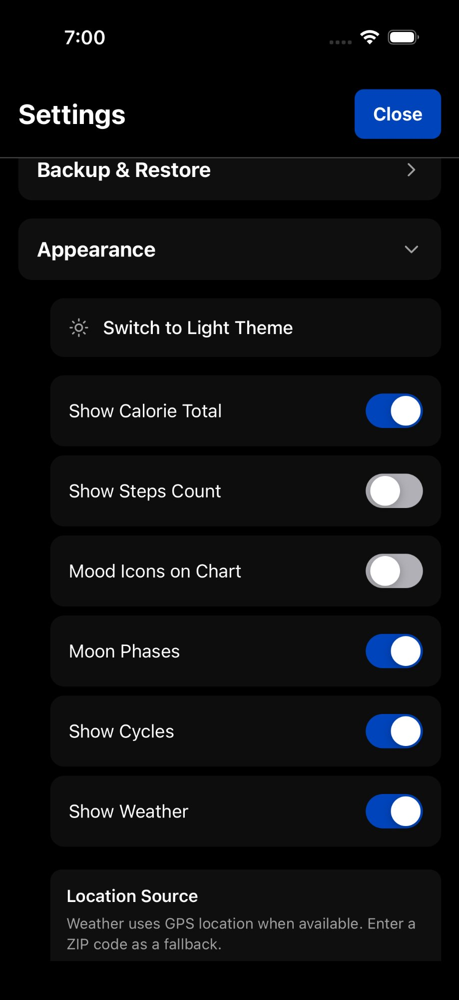 7:00
Settings
Close
Backup & Restore
Appearance
Switch to Light Theme
Show Calorie Total
Show Steps Count
Mood Icons on Chart
Moon Phases
Show Cycles
Show Weather
Location Source
Weather uses GPS location when available. Enter a
ZIP code as a fallback.